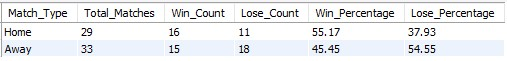 Match_Type Total_Matches Win_Count Lose_Count Win_Percentage Lose_Percentage
Home 29 16 11 55.17 37.93
Away 33 15 18 45.45 54.55